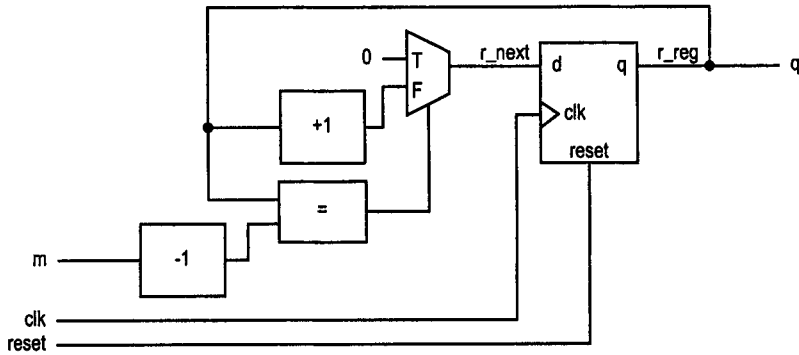 0
T
F
r_next
d
q
r_reg
q
clk
reset
+1
=
m
-1
clk
reset